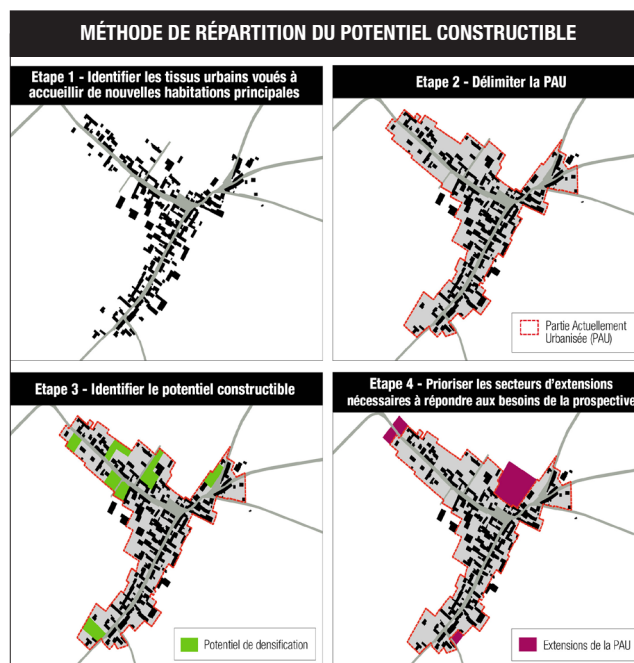 MÉTHODE DE RÉPARTITION DU POTENTIEL CONSTRUCTIBLE
Etape 1 - Identifier les tissus urbains voués à
accueillir de nouvelles habitations principales
Etape 2 - Délimiter la PAU
Partie Actuellement
Urbanisée (PAU)
Etape 3 - Identifier le potentiel constructible
Potentiel de densification
Etape 4 - Prioriser les secteurs d'extensions
nécessaires à répondre aux besoins de la prospective
Extensions de la PAU